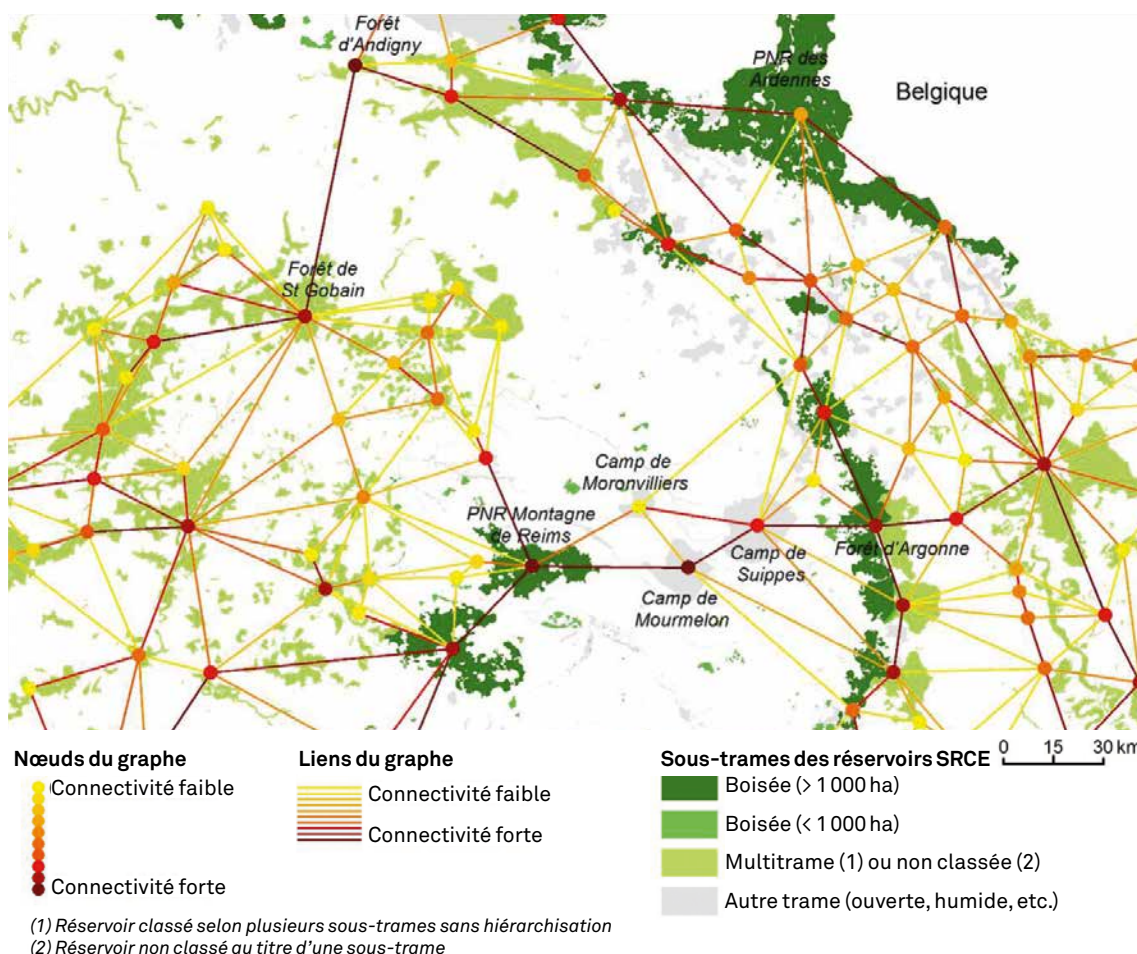 Forêt
d'Andigny
PNR des
Ardennes
Belgique
Forêt de
St Gobain
Camp de
Moronvilliers
PNR Montagne
de Reims
Camp de
Suippes
Forêt d'Argonne
Camp de
Mourmelon
Nœuds du graphe
Connectivité faible
Connectivité forte
Liens du graphe
Connectivité faible
Connectivité forte
Sous-trames des réservoirs SRCE
0 15 30 km
Boisée (> 1 000 ha)
Boisée (< 1 000 ha)
Multitrame (1) ou non classée (2)
Autre trame (ouverte, humide, etc.)
(1) Réservoir classé selon plusieurs sous-trames sans hiérarchisation
(2) Réservoir non classé au titre d'une sous-trame